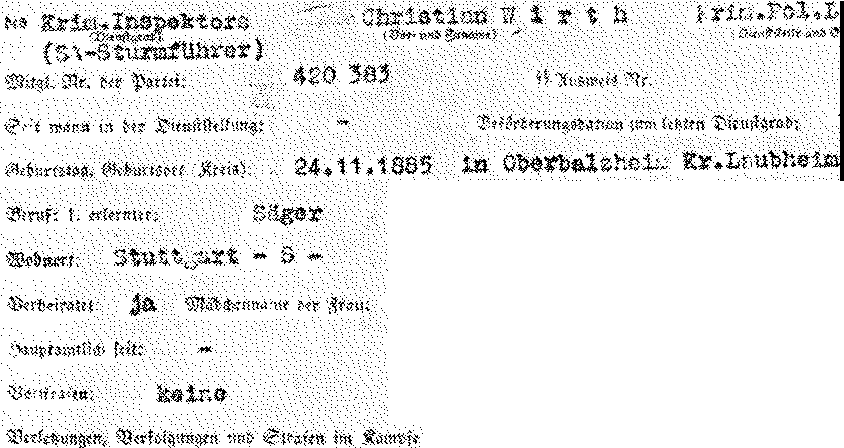 des Krim.Inspektors Christian W i r t h Krim.Pol.L
(Dienstgrad) (Vor- und Zuname) (Dienststelle und
(SA-Sturmführer)
Mitgl. Nr. der Partei: 420 383 SS Ausweis Nr.
Seit wann in der Dienststellung: - Beförderungsdatum zum letzten Dienstgrad:
Geburtstag, Geburtsort (Kreis): 24.11.1885 in Oberbalzheim Kr.Laubheim
Beruf: 1. erlernter: Säger
Wohnort: Stuttgart - S -
Verheiratet: ja Mädchenname der Frau:
Hauptamtlich seit: -
Vorstrafen: keine
Verletzungen, Verfolgungen und Strafen im Kampfe